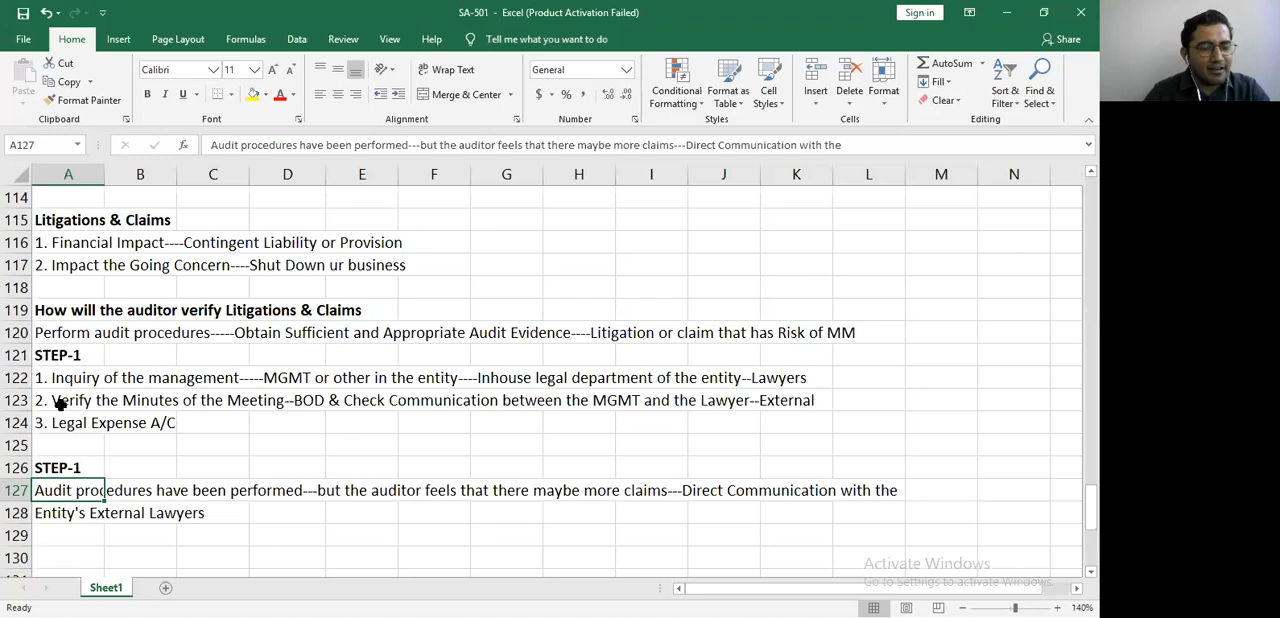 SA-501 - Excel (Product Activation Failed)
Sign in
File Home Insert Page Layout Formulas Data Review View Help Tell me what you want to do Share
Paste
Cut
Copy
Format Painter
Clipboard
Calibri 11
B I U
Font
Wrap Text
Merge & Center
Alignment
General
$ % ,
Number
Conditional Formatting
Format as Table
Cell Styles
Styles
Insert
Delete
Format
Cells
AutoSum
Fill
Clear
Sort & Filter
Find & Select
Editing
A127
fx
Audit procedures have been performed---but the auditor feels that there maybe more claims---Direct Communication with the
A B C D E F G H I J K L M N
114
115 Litigations & Claims
116 1. Financial Impact----Contingent Liability or Provision
117 2. Impact the Going Concern----Shut Down ur business
118
119 How will the auditor verify Litigations & Claims
120 Perform audit procedures-----Obtain Sufficient and Appropriate Audit Evidence----Litigation or claim that has Risk of MM
121 STEP-1
122 1. Inquiry of the management-----MGMT or other in the entity----Inhouse legal department of the entity--Lawyers
123 2. Verify the Minutes of the Meeting--BOD & Check Communication between the MGMT and the Lawyer--External
124 3. Legal Expense A/C
125
126 STEP-1
127 Audit procedures have been performed---but the auditor feels that there maybe more claims---Direct Communication with the
128 Entity's External Lawyers
129
130
Activate Windows
Go to Settings to activate Windows.
Sheet1
Ready
140%